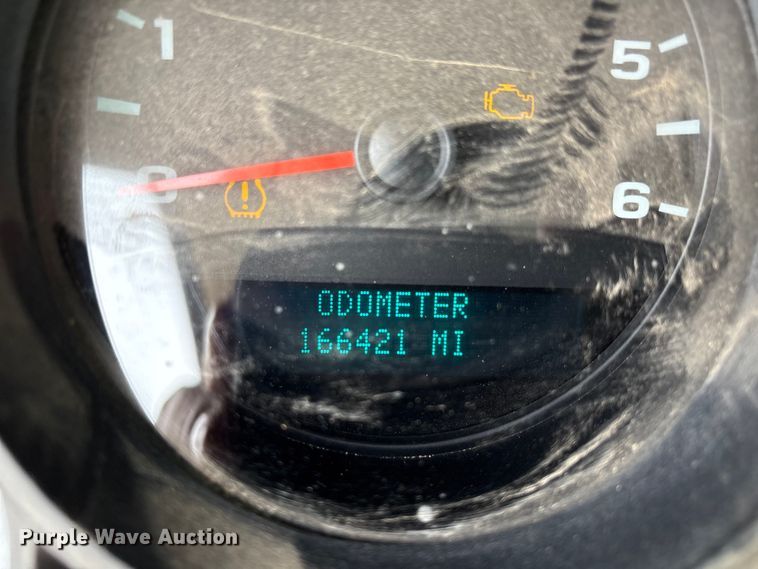 1
5
0
6
ODOMETER
166421 MI
Purple Wave Auction